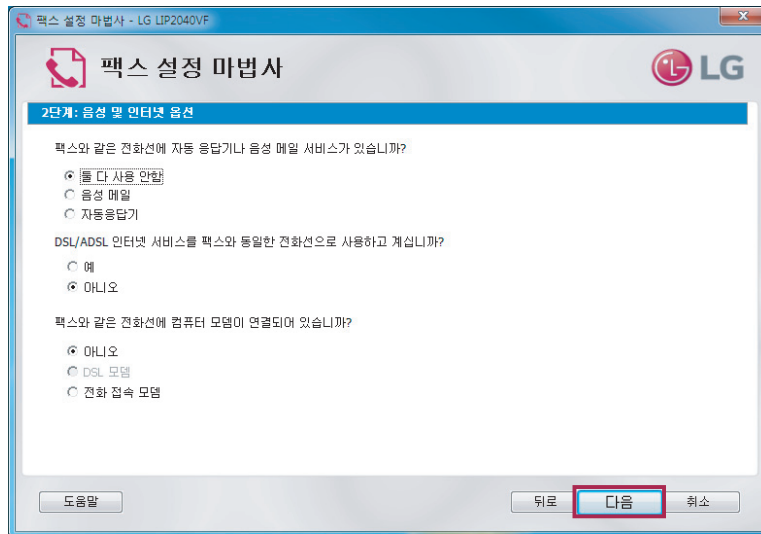 팩스 설정 마법사 - LG LIP2040VF
팩스 설정 마법사
LG
2단계: 음성 및 인터넷 옵션
팩스와 같은 전화선에 자동 응답기나 음성 메일 서비스가 있습니까?
둘 다 사용 안함
음성 메일
자동응답기
DSL/ADSL 인터넷 서비스를 팩스와 동일한 전화선으로 사용하고 계십니까?
예
아니오
팩스와 같은 전화선에 컴퓨터 모뎀이 연결되어 있습니까?
아니오
DSL 모뎀
전화 접속 모뎀
도움말 뒤로 다음 취소